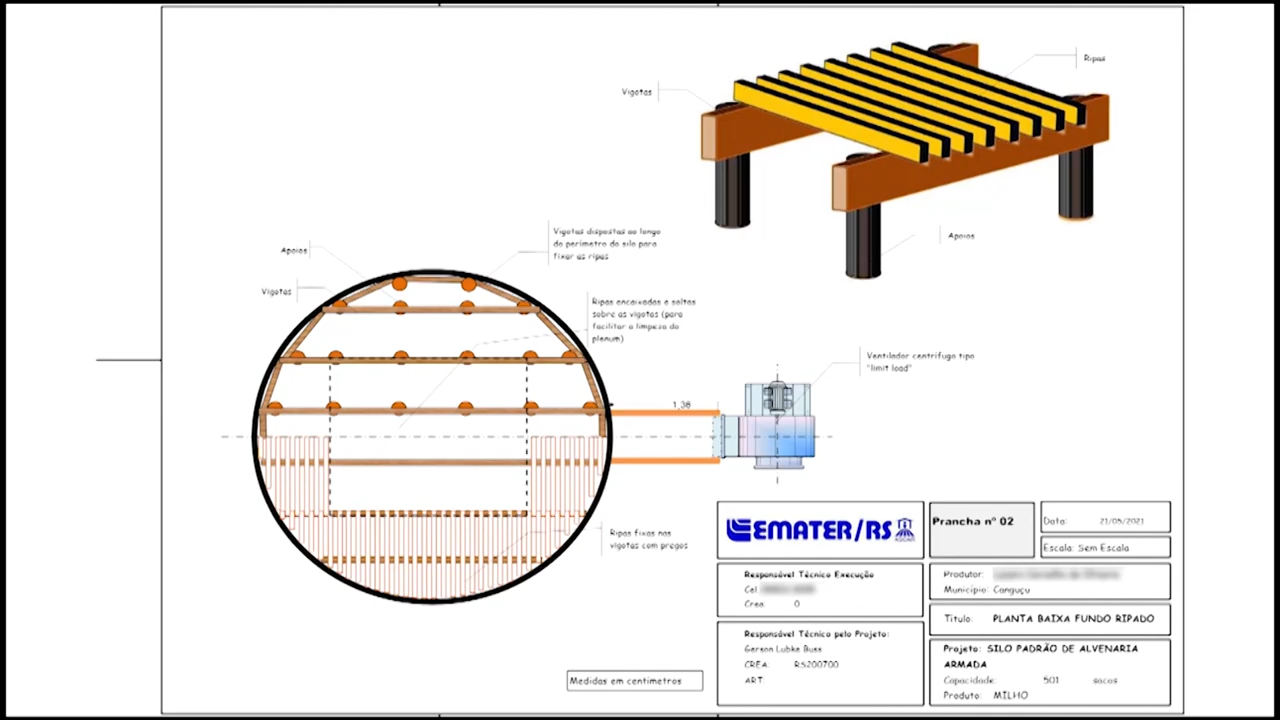 Ripas
Vigotas
Apoios
Vigotas dispostas ao longo
do perímetro do silo para
fixar as ripas
Apoios
Vigotas
Ripas encaixadas e soltas
sobre as vigotas (para
facilitar a limpeza do
plenum)
Ventilador centrífugo tipo
"limit load"
1,38
Ripas fixas nas
vigotas com pregos
Medidas em centímetros
EMATER/RS
ASCAR
Prancha nº 02
Data: 21/05/2021
Escala: Sem Escala
Responsável Técnico Execução
Cel.
Crea: 0
Produtor:
Município: Canguçu
Título: PLANTA BAIXA FUNDO RIPADO
Responsável Técnico pelo Projeto:
Gerson Lubke Buss
CREA: RS200700
ART:
Projeto: SILO PADRÃO DE ALVENARIA
ARMADA
Capacidade: 501 sacos
Produto: MILHO